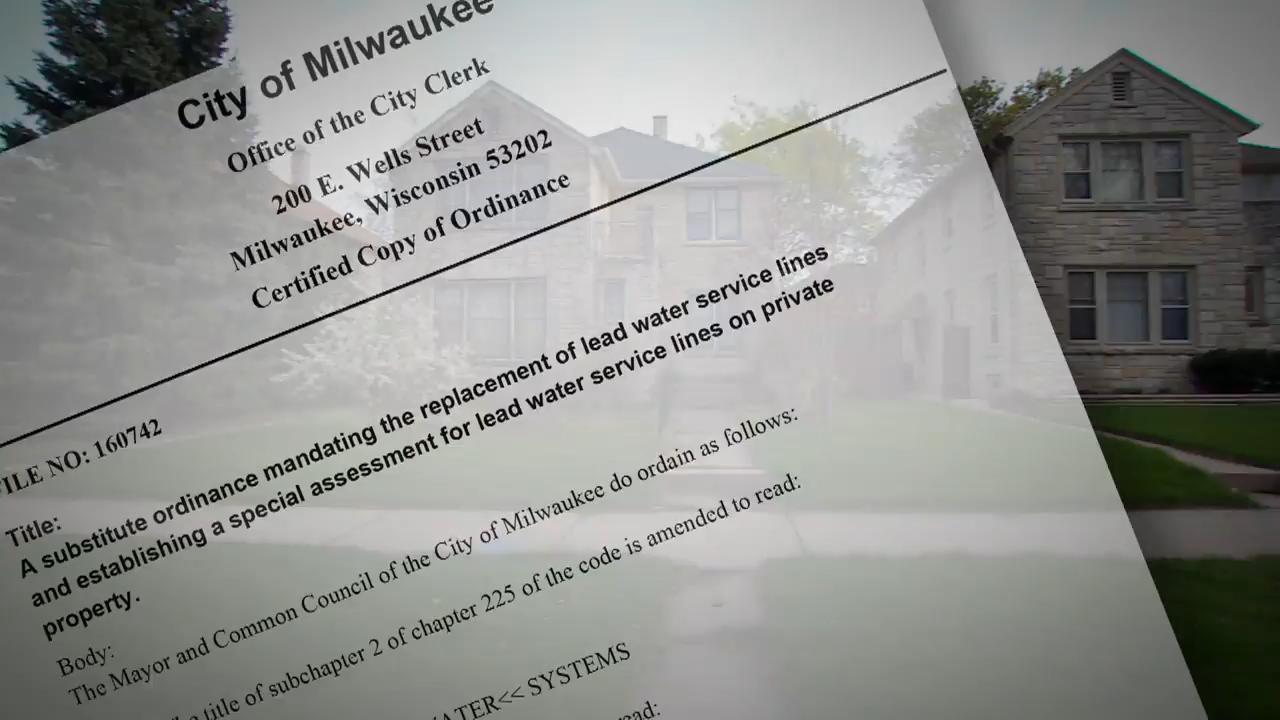 City of Milwaukee
Office of the City Clerk
200 E. Wells Street
Milwaukee, Wisconsin 53202
Certified Copy of Ordinance
FILE NO: 160742
Title:
A substitute ordinance mandating the replacement of lead water service lines
and establishing a special assessment for lead water service lines on private
property.
Body:
The Mayor and Common Council of the City of Milwaukee do ordain as follows:
title of subchapter 2 of chapter 225 of the code is amended to read:
ATER<< SYSTEMS